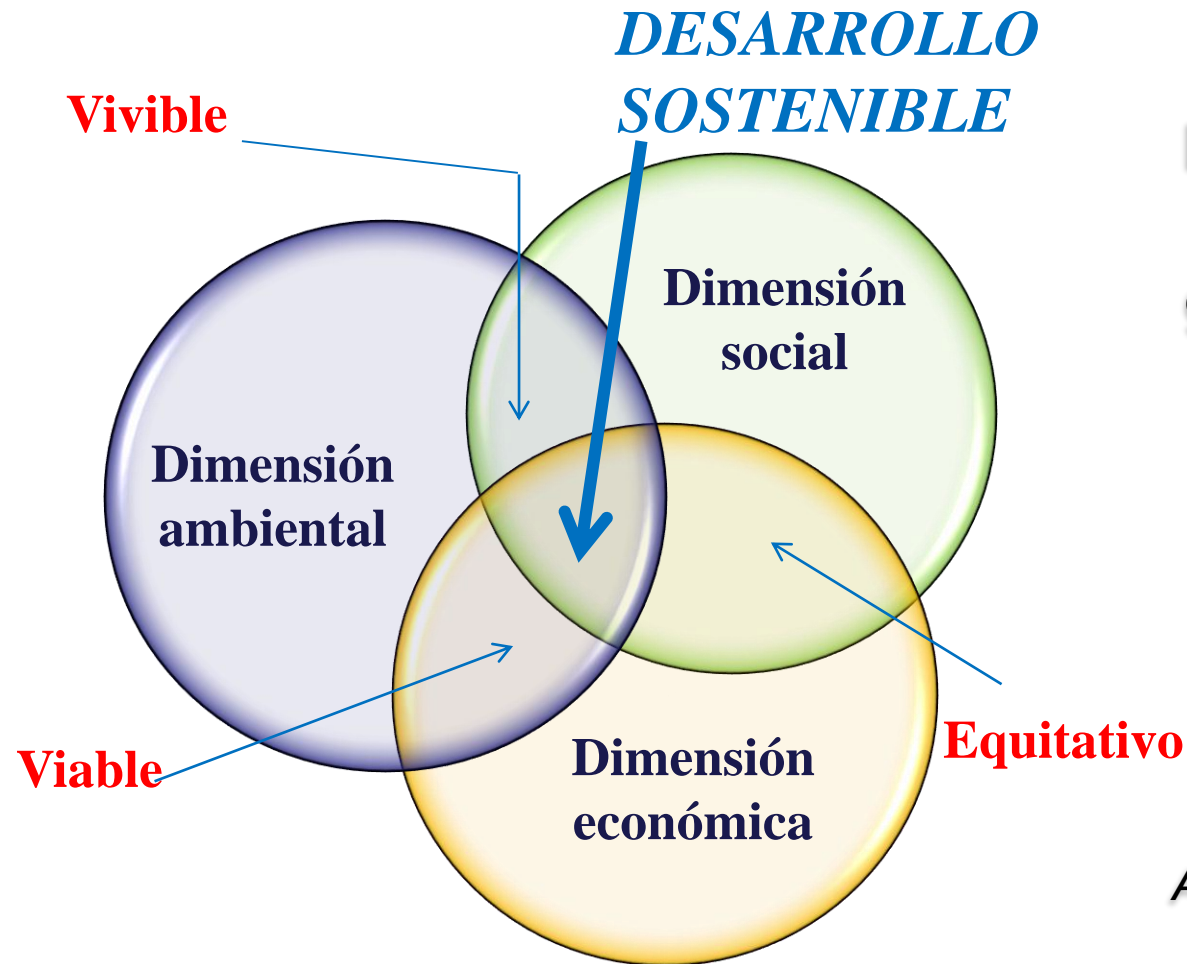 DESARROLLO
SOSTENIBLE
Vivible
Dimensión
social
Dimensión
ambiental
Viable
Dimensión
económica
Equitativo